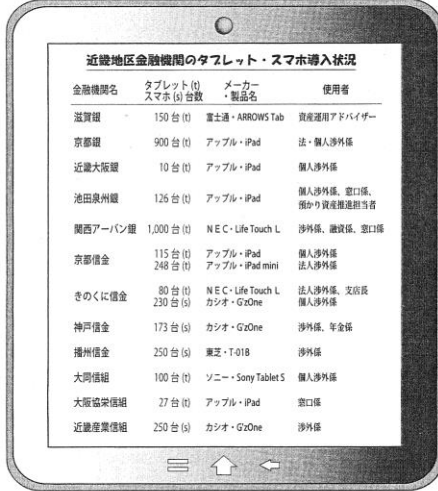 近畿地区金融機関のタブレット・スマホ導入状況
金融機関名 タブレット(t) スマホ(s)台数 メーカー・製品名 使用者
滋賀銀 150台(t) 富士通・ARROWS Tab 資産運用アドバイザー
京都銀 900台(t) アップル・iPad 法・個人渉外係
近畿大阪銀 10台(t) アップル・iPad 個人渉外係
池田泉州銀 126台(t) アップル・iPad 個人渉外係、窓口係、
預かり資産推進担当者
関西アーバン銀 1,000台(t) NEC・Life Touch L 渉外係、融資係、窓口係
京都信金 115台(t) アップル・iPad 個人渉外係
248台(t) アップル・iPad mini 法人渉外係
きのくに信金 80台(t) NEC・Life Touch L 法人渉外係、支店長
230台(s) カシオ・G'zOne 個人渉外係
神戸信金 173台(s) カシオ・G'zOne 渉外係、年金係
播州信金 250台(s) 東芝・T-01B 渉外係
大同信組 100台(t) ソニー・Sony Tablet S 個人渉外係
大阪協栄信組 27台(t) アップル・iPad 窓口係
近畿産業信組 250台(s) カシオ・G'zOne 渉外係